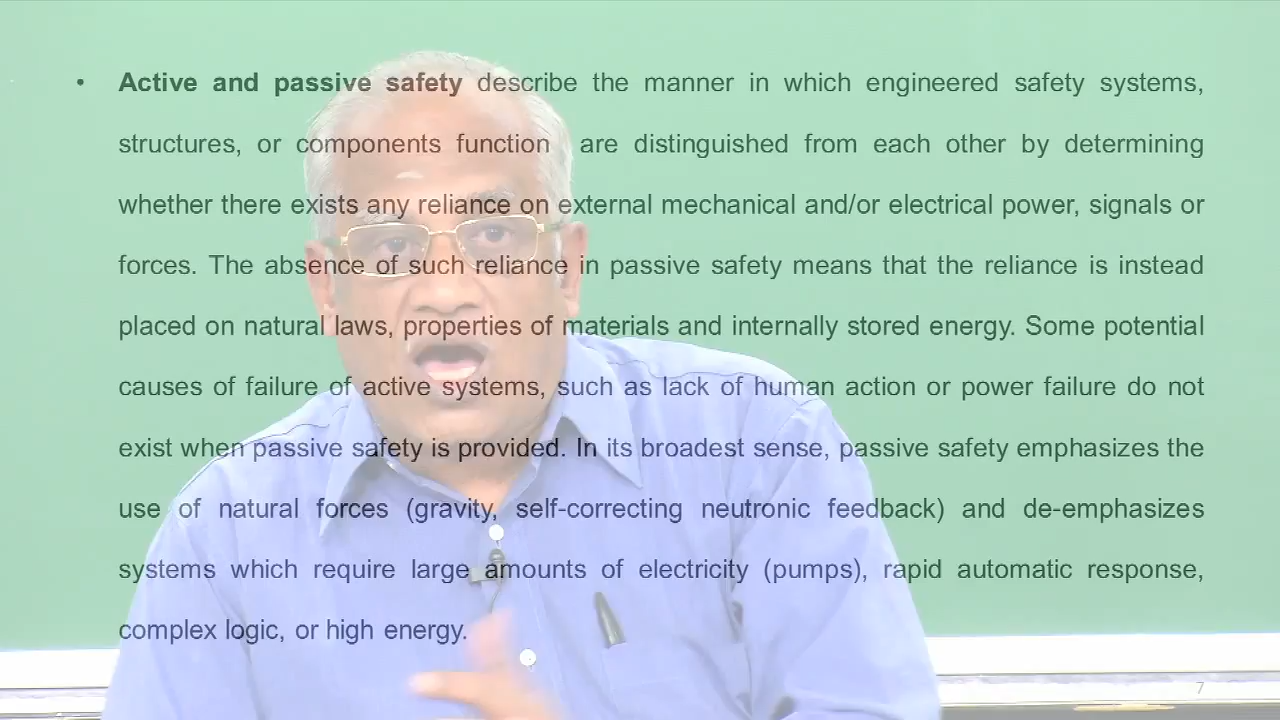 • Active and passive safety describe the manner in which engineered safety systems,
structures, or components function are distinguished from each other by determining
whether there exists any reliance on external mechanical and/or electrical power, signals or
forces. The absence of such reliance in passive safety means that the reliance is instead
placed on natural laws, properties of materials and internally stored energy. Some potential
causes of failure of active systems, such as lack of human action or power failure do not
exist when passive safety is provided. In its broadest sense, passive safety emphasizes the
use of natural forces (gravity, self-correcting neutronic feedback) and de-emphasizes
systems which require large amounts of electricity (pumps), rapid automatic response,
complex logic, or high energy.
7